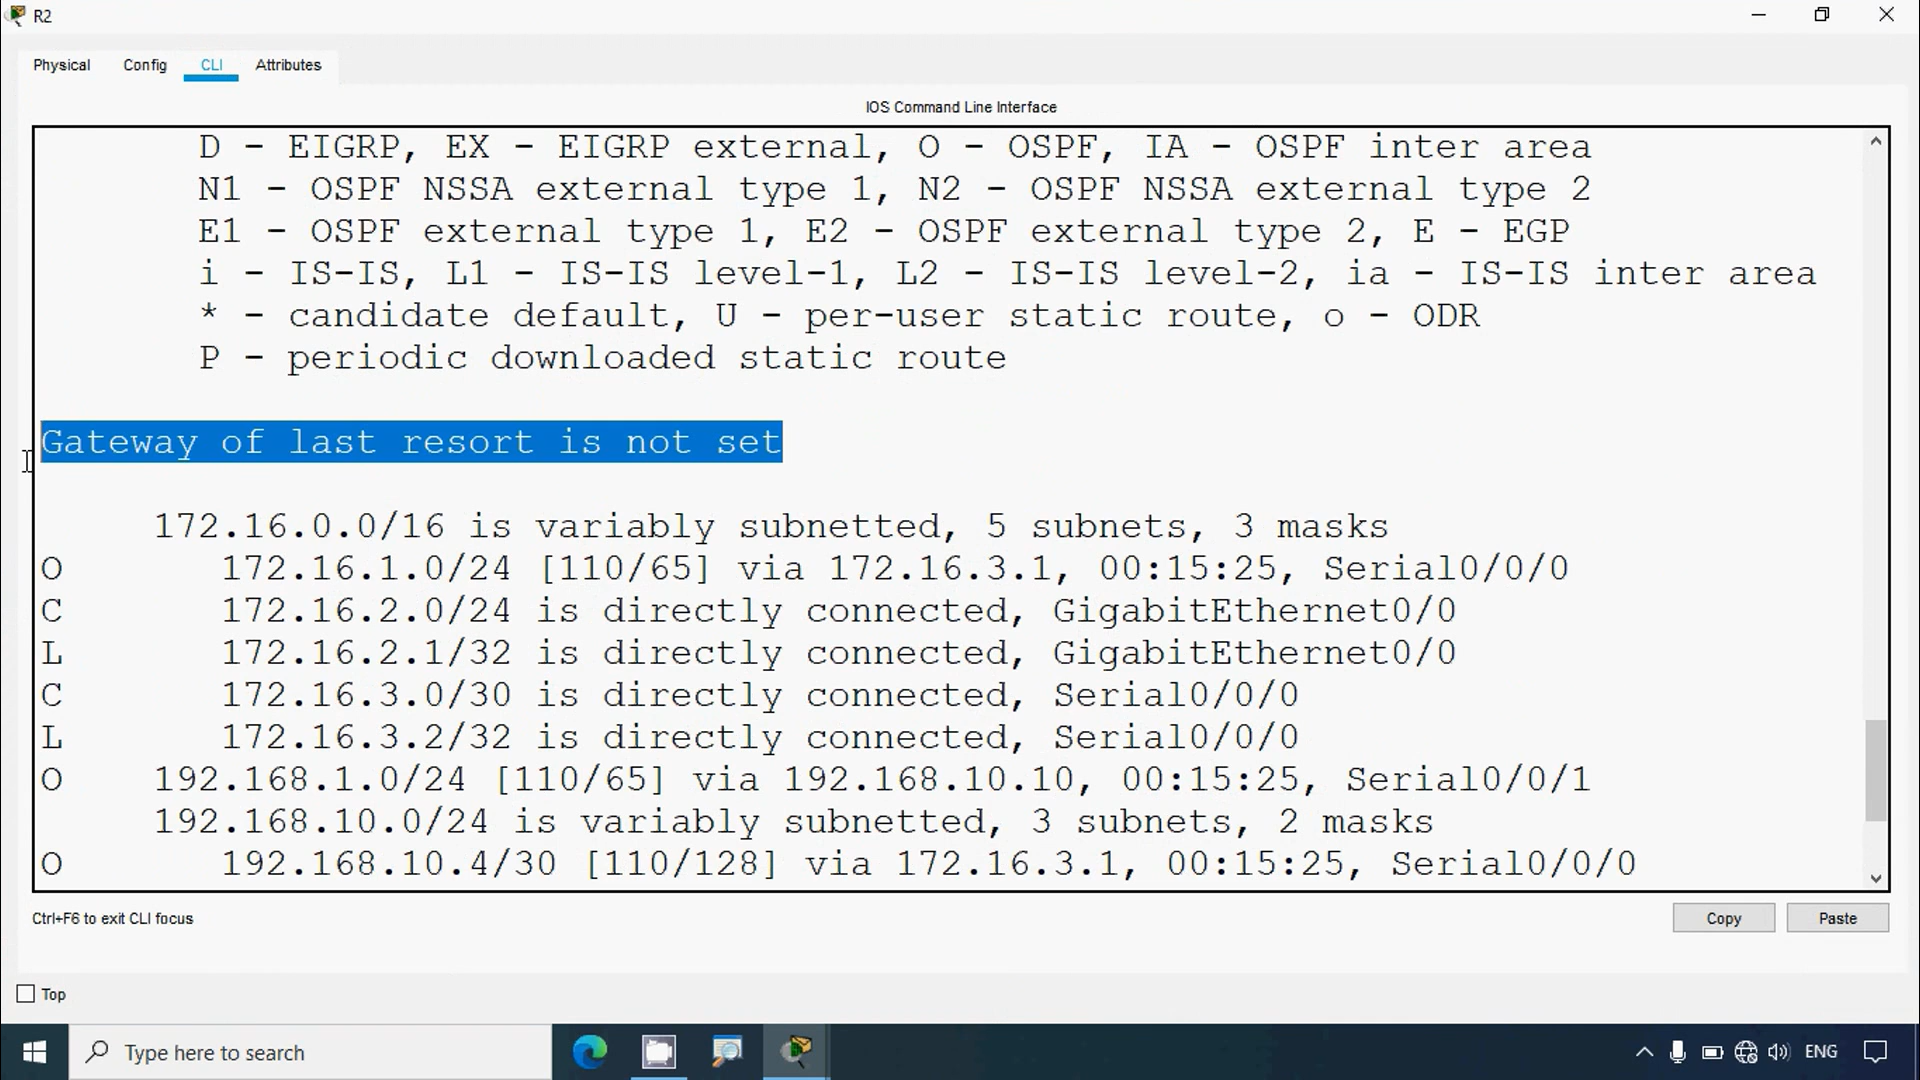 R2
Physical Config CLI Attributes
IOS Command Line Interface
D - EIGRP, EX - EIGRP external, O - OSPF, IA - OSPF inter area
N1 - OSPF NSSA external type 1, N2 - OSPF NSSA external type 2
E1 - OSPF external type 1, E2 - OSPF external type 2, E - EGP
i - IS-IS, L1 - IS-IS level-1, L2 - IS-IS level-2, ia - IS-IS inter area
* - candidate default, U - per-user static route, o - ODR
P - periodic downloaded static route
Gateway of last resort is not set
172.16.0.0/16 is variably subnetted, 5 subnets, 3 masks
O 172.16.1.0/24 [110/65] via 172.16.3.1, 00:15:25, Serial0/0/0
C 172.16.2.0/24 is directly connected, GigabitEthernet0/0
L 172.16.2.1/32 is directly connected, GigabitEthernet0/0
C 172.16.3.0/30 is directly connected, Serial0/0/0
L 172.16.3.2/32 is directly connected, Serial0/0/0
O 192.168.1.0/24 [110/65] via 192.168.10.10, 00:15:25, Serial0/0/1
192.168.10.0/24 is variably subnetted, 3 subnets, 2 masks
O 192.168.10.4/30 [110/128] via 172.16.3.1, 00:15:25, Serial0/0/0
Ctrl+F6 to exit CLI focus
Copy Paste
Top
Type here to search
ENG